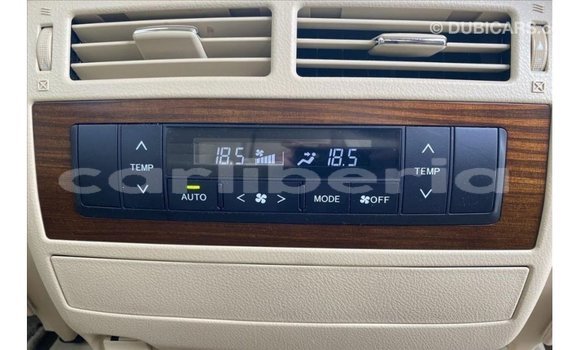 © DUBICARS.c
18.5 18.5
TEMP TEMP
carliberia
AUTO < > MODE OFF